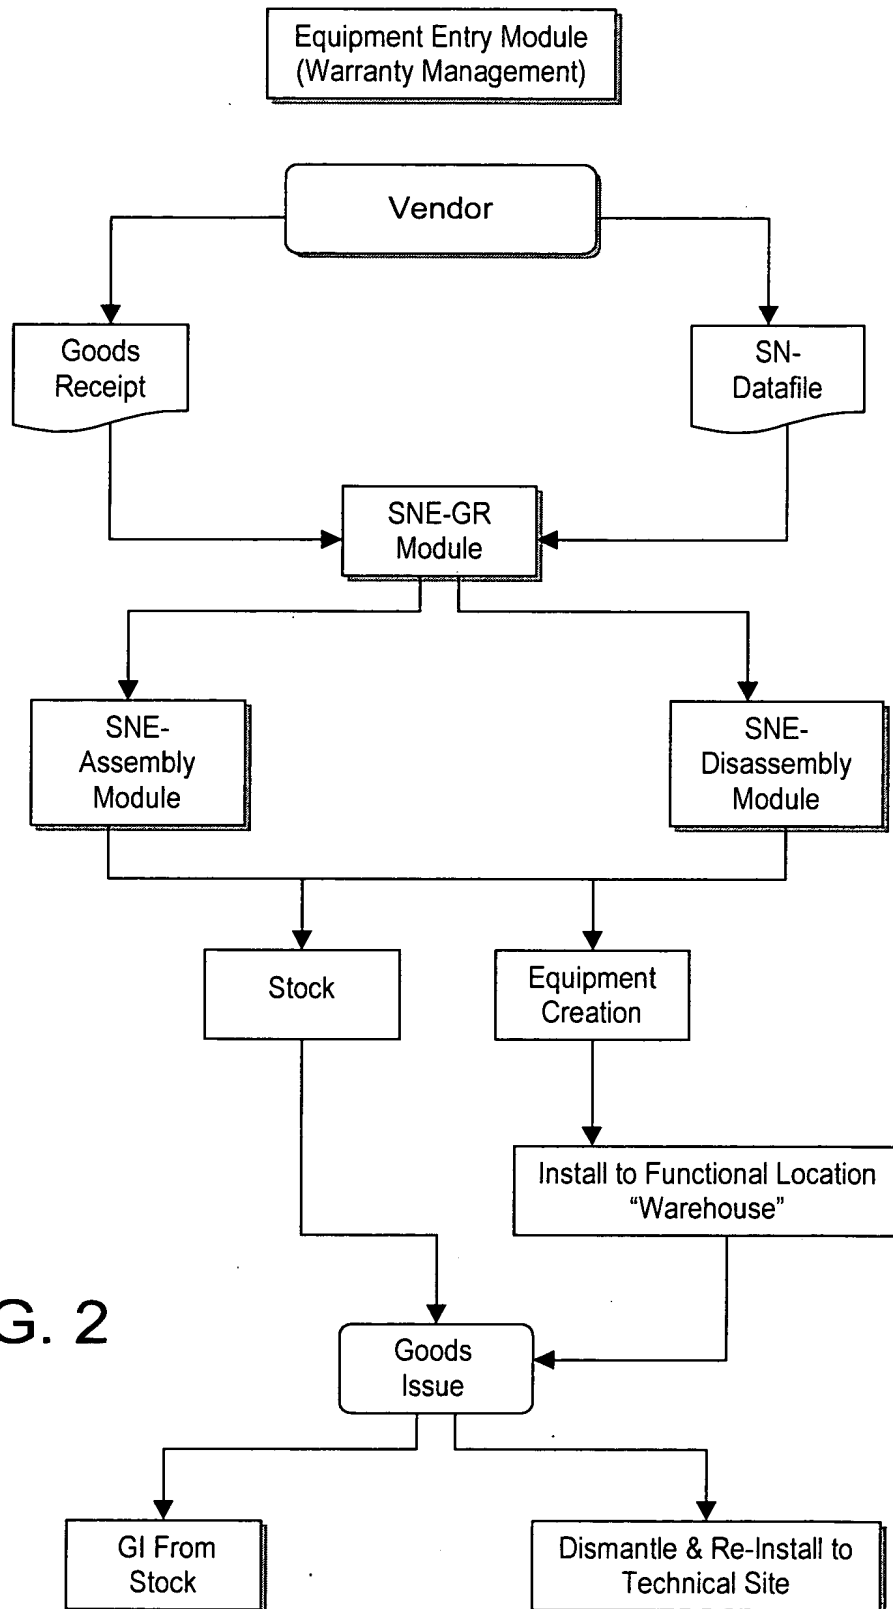 Equipment Entry Module
(Warranty Management)
Vendor
Goods
Receipt
SN-
Datafile
SNE-GR
Module
SNE-
Assembly
Module
SNE-
Disassembly
Module
Stock
Equipment
Creation
Install to Functional Location
“Warehouse”
G. 2
Goods
Issue
GI From
Stock
Dismantle & Re-Install to
Technical Site